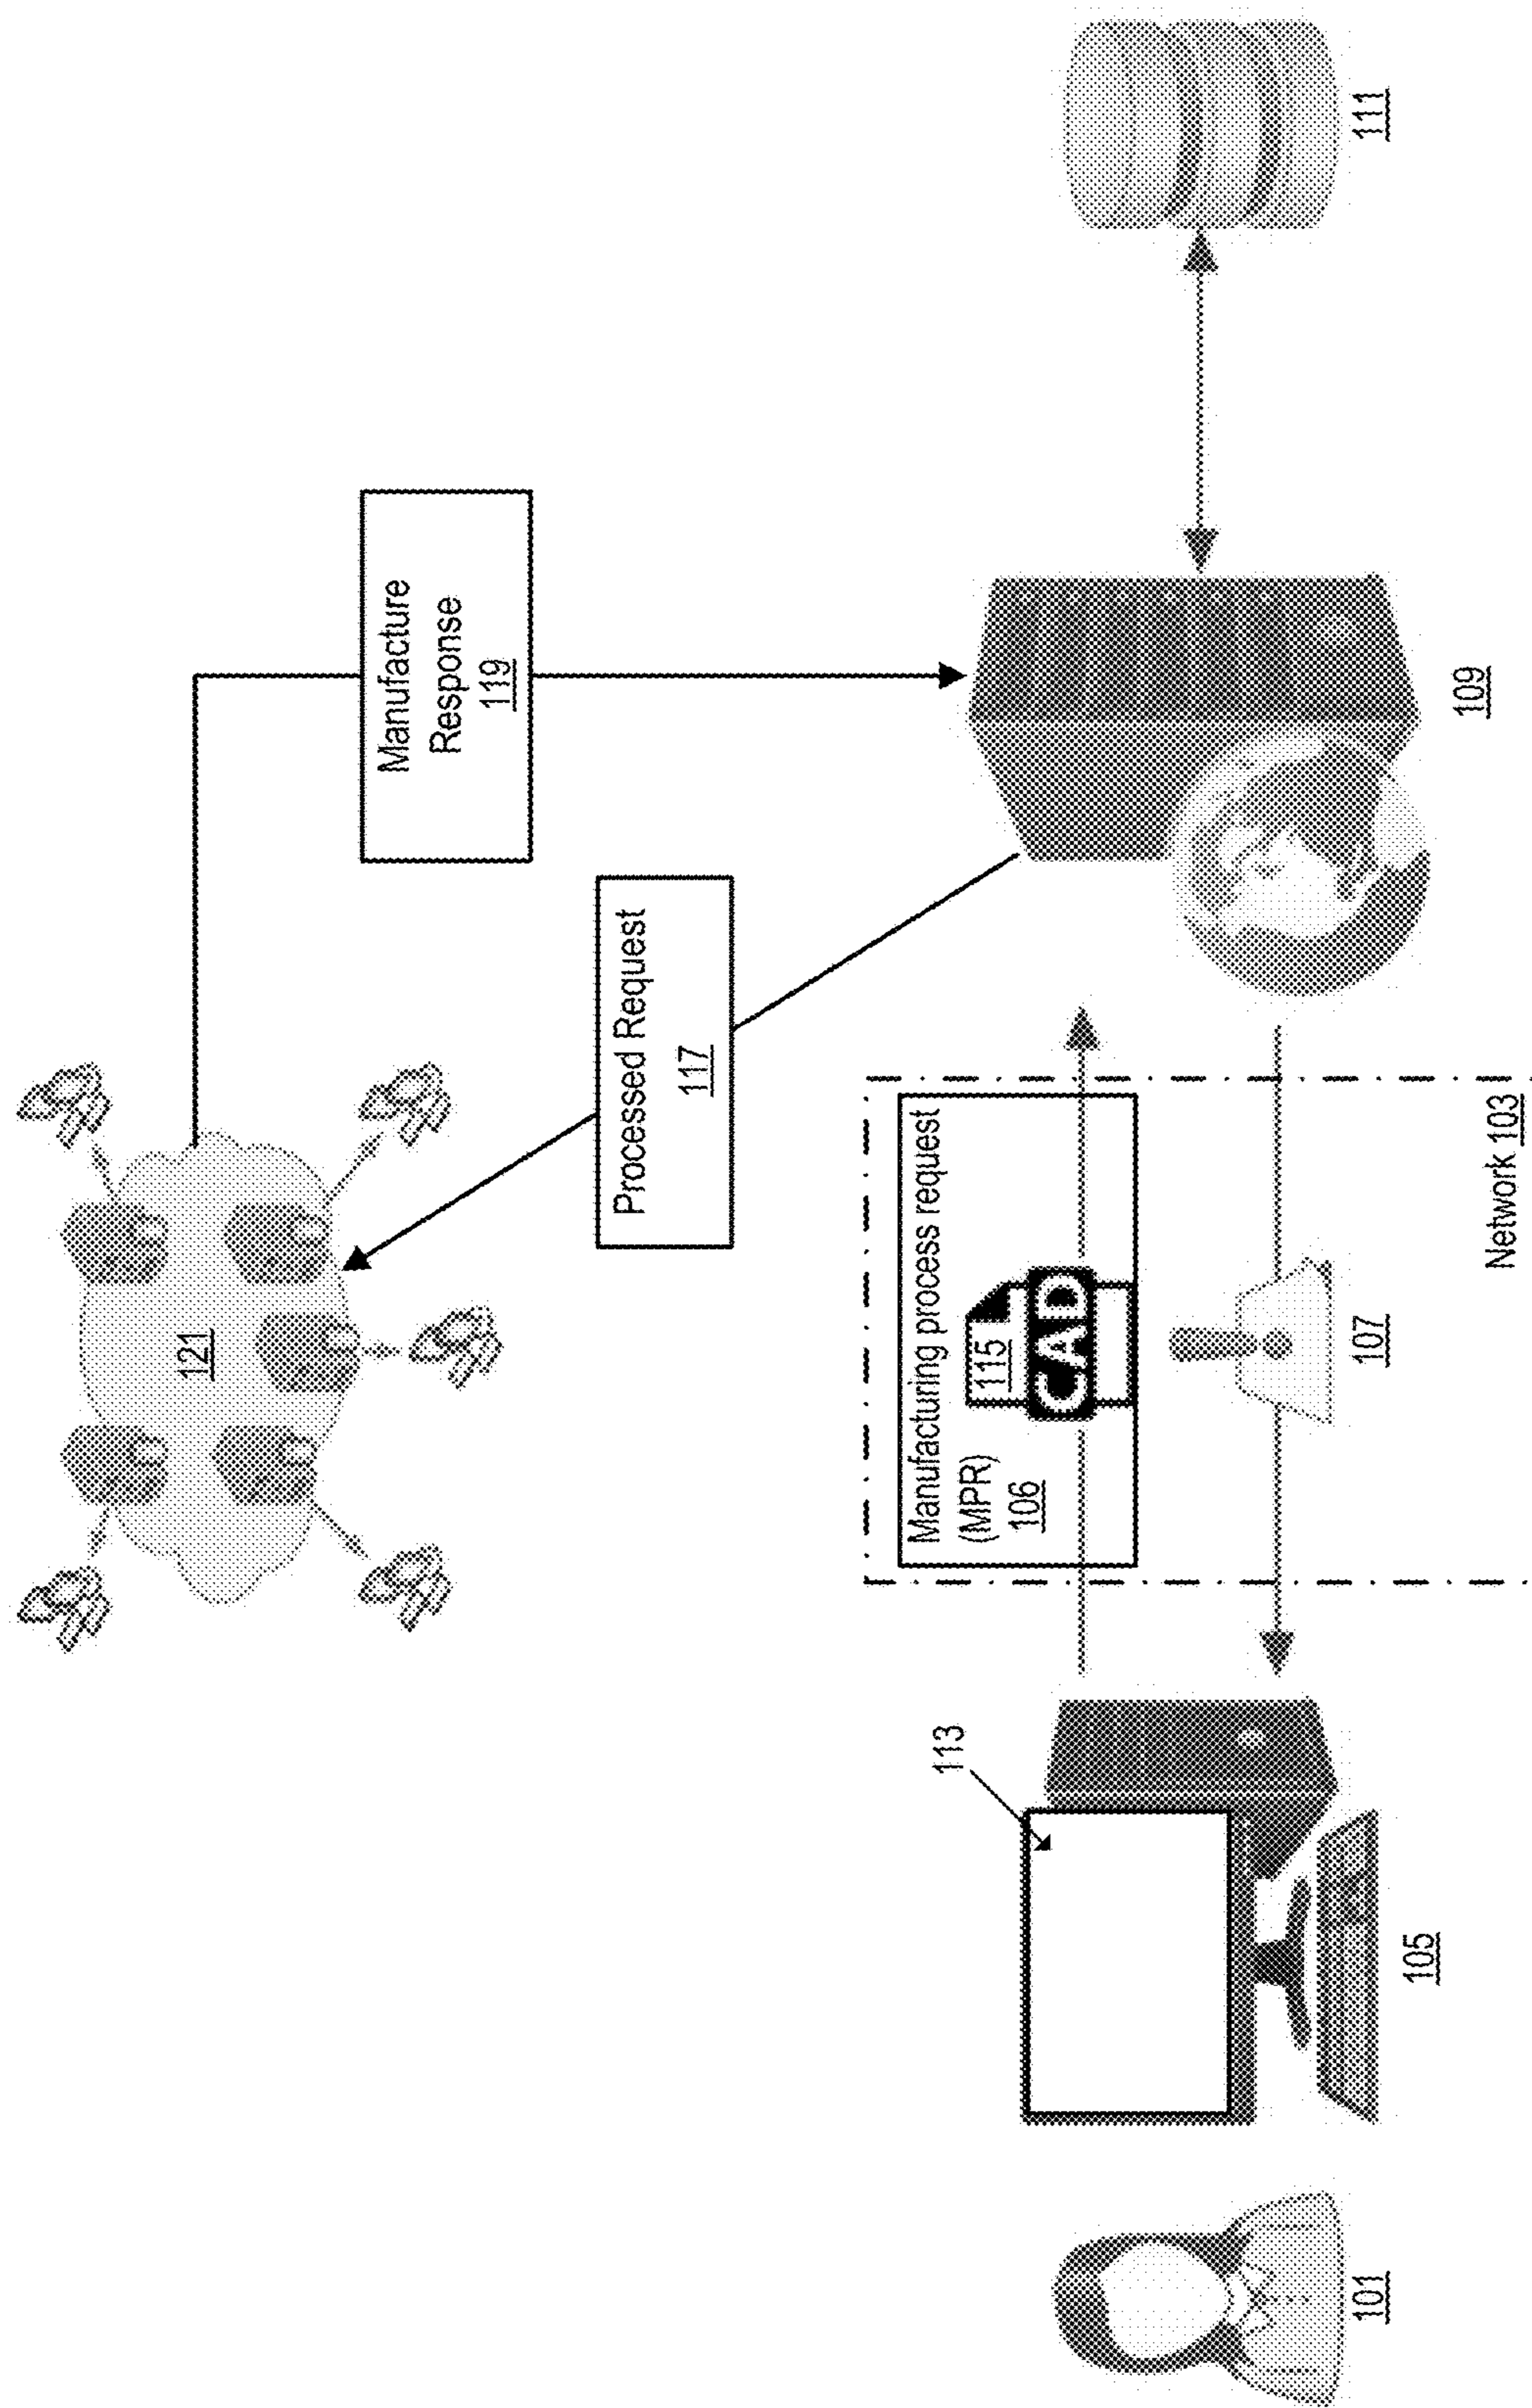 121
Manufacture
Response
119
Processed Request
117
Manufacturing process request
(MPR)
106
115
CAD
113
101
105
107
109
111
Network 103